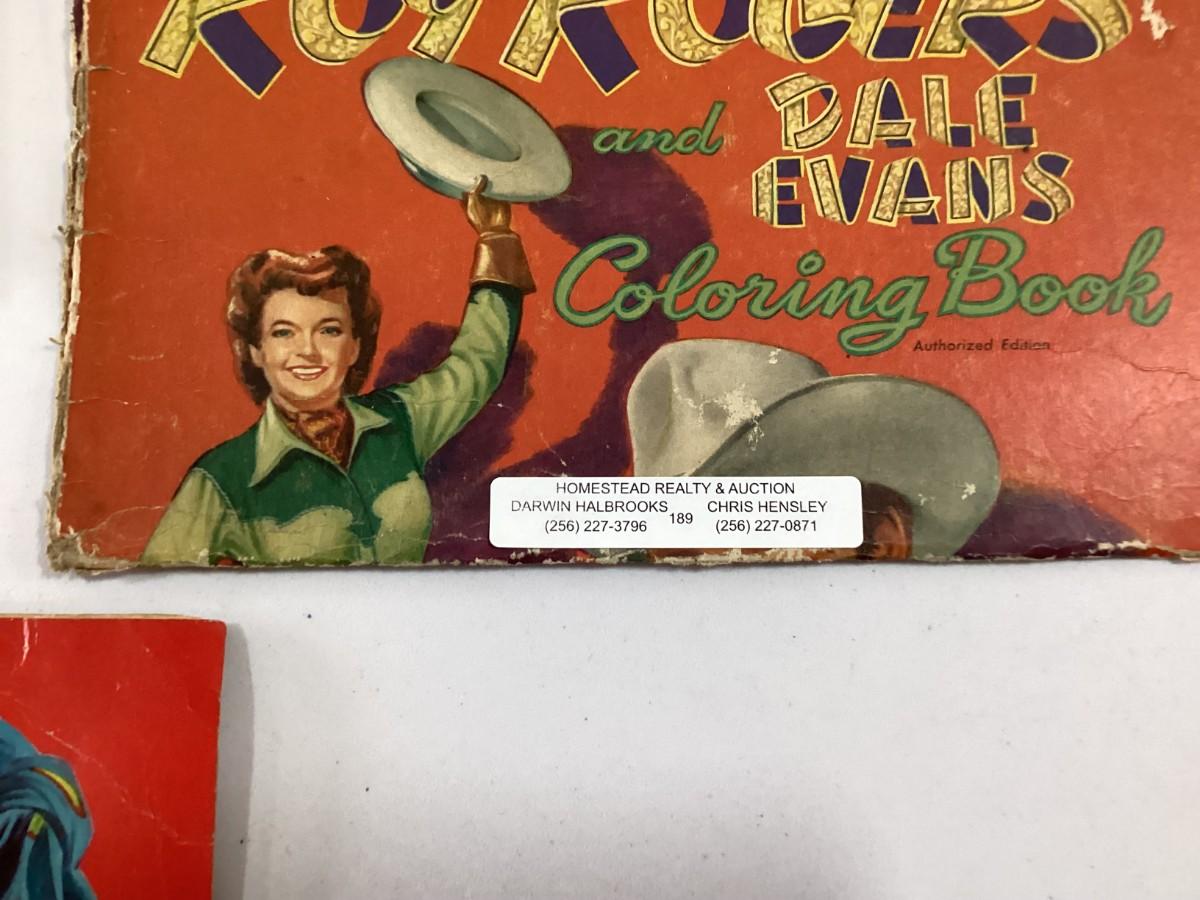 ROY ROGERS
and DALE
EVANS
Coloring Book
Authorized Edition
HOMESTEAD REALTY & AUCTION
DARWIN HALBROOKS 189 CHRIS HENSLEY
(256) 227-3796 (256) 227-0871